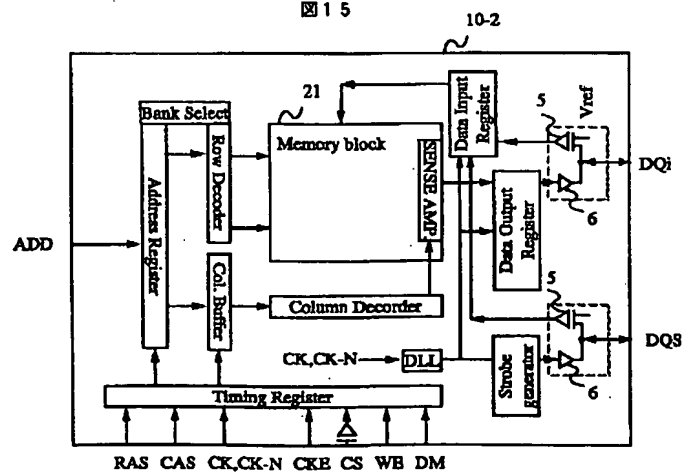 図15
10-2
21
5
Vref
Bank Select
Memory block
Data Input Register
Row Decoder
SENSE AMP
DQi
Address Register
6
ADD
Data Output Register
Col. Buffer
5
Column Decorder
DQS
CK,CK-N
DLL
Strobe generator
6
Timing Register
RAS CAS CK,CK-N CKE CS WE DM